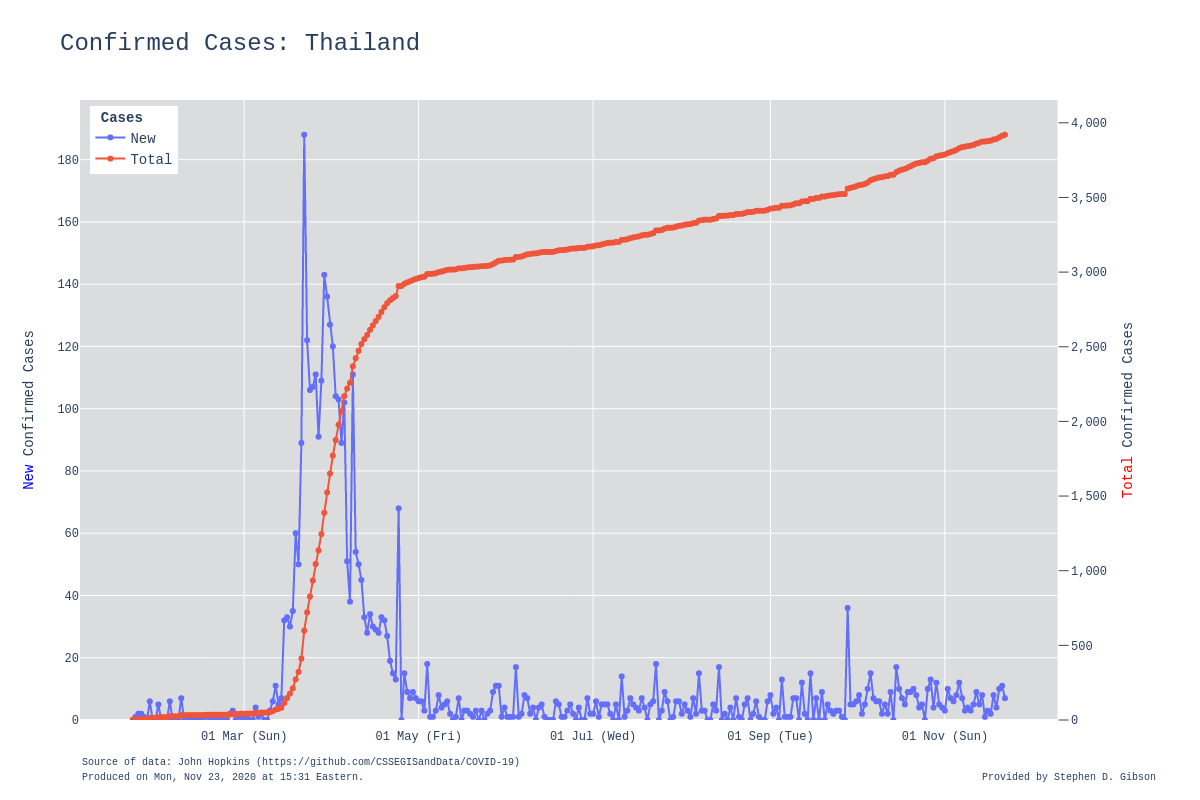 Confirmed Cases: Thailand
Cases
New
Total
180
160
140
120
100
80
60
40
20
0
4,000
3,500
3,000
2,500
2,000
1,500
1,000
500
0
New Confirmed Cases
Total Confirmed Cases
01 Mar (Sun)
01 May (Fri)
01 Jul (Wed)
01 Sep (Tue)
01 Nov (Sun)
Source of data: John Hopkins (https://github.com/CSSEGISandData/COVID-19)
Produced on Mon, Nov 23, 2020 at 15:31 Eastern.
Provided by Stephen D. Gibson